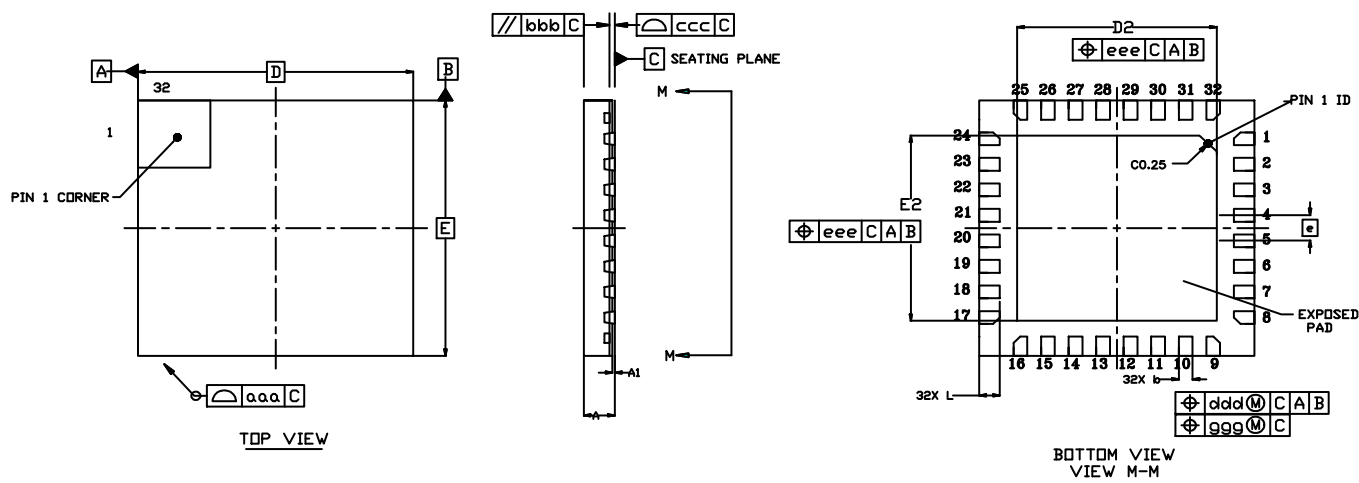 A
D
B
32
1
PIN 1 CORNER
E
aaa C
TOP VIEW
// bbb C
ccc C
C SEATING PLANE
M
M
A1
A
D2
eee C A B
25 26 27 28 29 30 31 32
PIN 1 ID
24
23
22
21
20
19
18
17
1
2
3
4
5
6
7
8
C0.25
E2
eee C A B
e
EXPOSED
PAD
16 15 14 13 12 11 10 9
32X b
32X L
ddd Ⓜ C A B
ggg Ⓜ C
BOTTOM VIEW
VIEW M-M